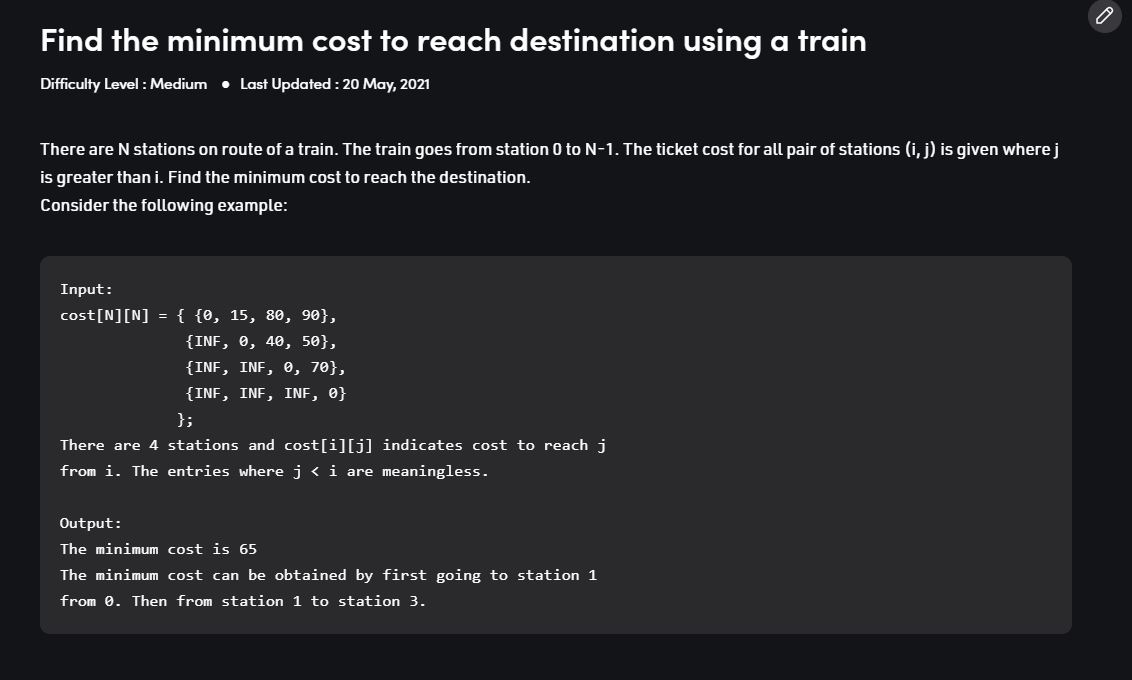 Find the minimum cost to reach destination using a train
Difficulty Level : Medium ● Last Updated : 20 May, 2021
There are N stations on route of a train. The train goes from station 0 to N-1. The ticket cost for all pair of stations (i, j) is given where j
is greater than i. Find the minimum cost to reach the destination.
Consider the following example:
Input:
cost[N][N] = { {0, 15, 80, 90},
              {INF, 0, 40, 50},
              {INF, INF, 0, 70},
              {INF, INF, INF, 0}
             };
There are 4 stations and cost[i][j] indicates cost to reach j
from i. The entries where j < i are meaningless.
Output:
The minimum cost is 65
The minimum cost can be obtained by first going to station 1
from 0. Then from station 1 to station 3.